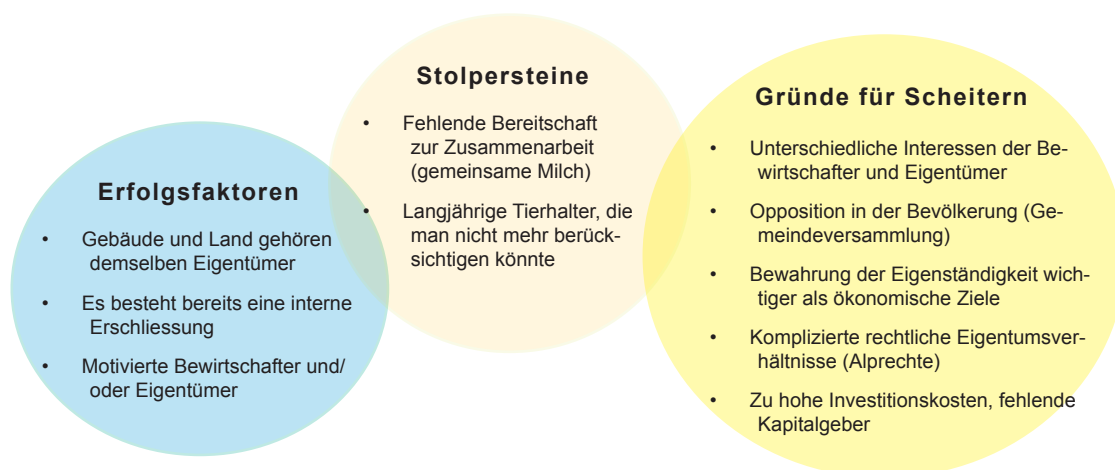 Erfolgsfaktoren
• Gebäude und Land gehören
demselben Eigentümer
• Es besteht bereits eine interne
Erschliessung
• Motivierte Bewirtschafter und/
oder Eigentümer
Stolpersteine
• Fehlende Bereitschaft
zur Zusammenarbeit
(gemeinsame Milch)
• Langjährige Tierhalter, die
man nicht mehr berück-
sichtigen könnte
Gründe für Scheitern
• Unterschiedliche Interessen der Be-
wirtschafter und Eigentümer
• Opposition in der Bevölkerung (Ge-
meindeversammlung)
• Bewahrung der Eigenständigkeit wich-
tiger als ökonomische Ziele
• Komplizierte rechtliche Eigentumsver-
hältnisse (Alprechte)
• Zu hohe Investitionskosten, fehlende
Kapitalgeber